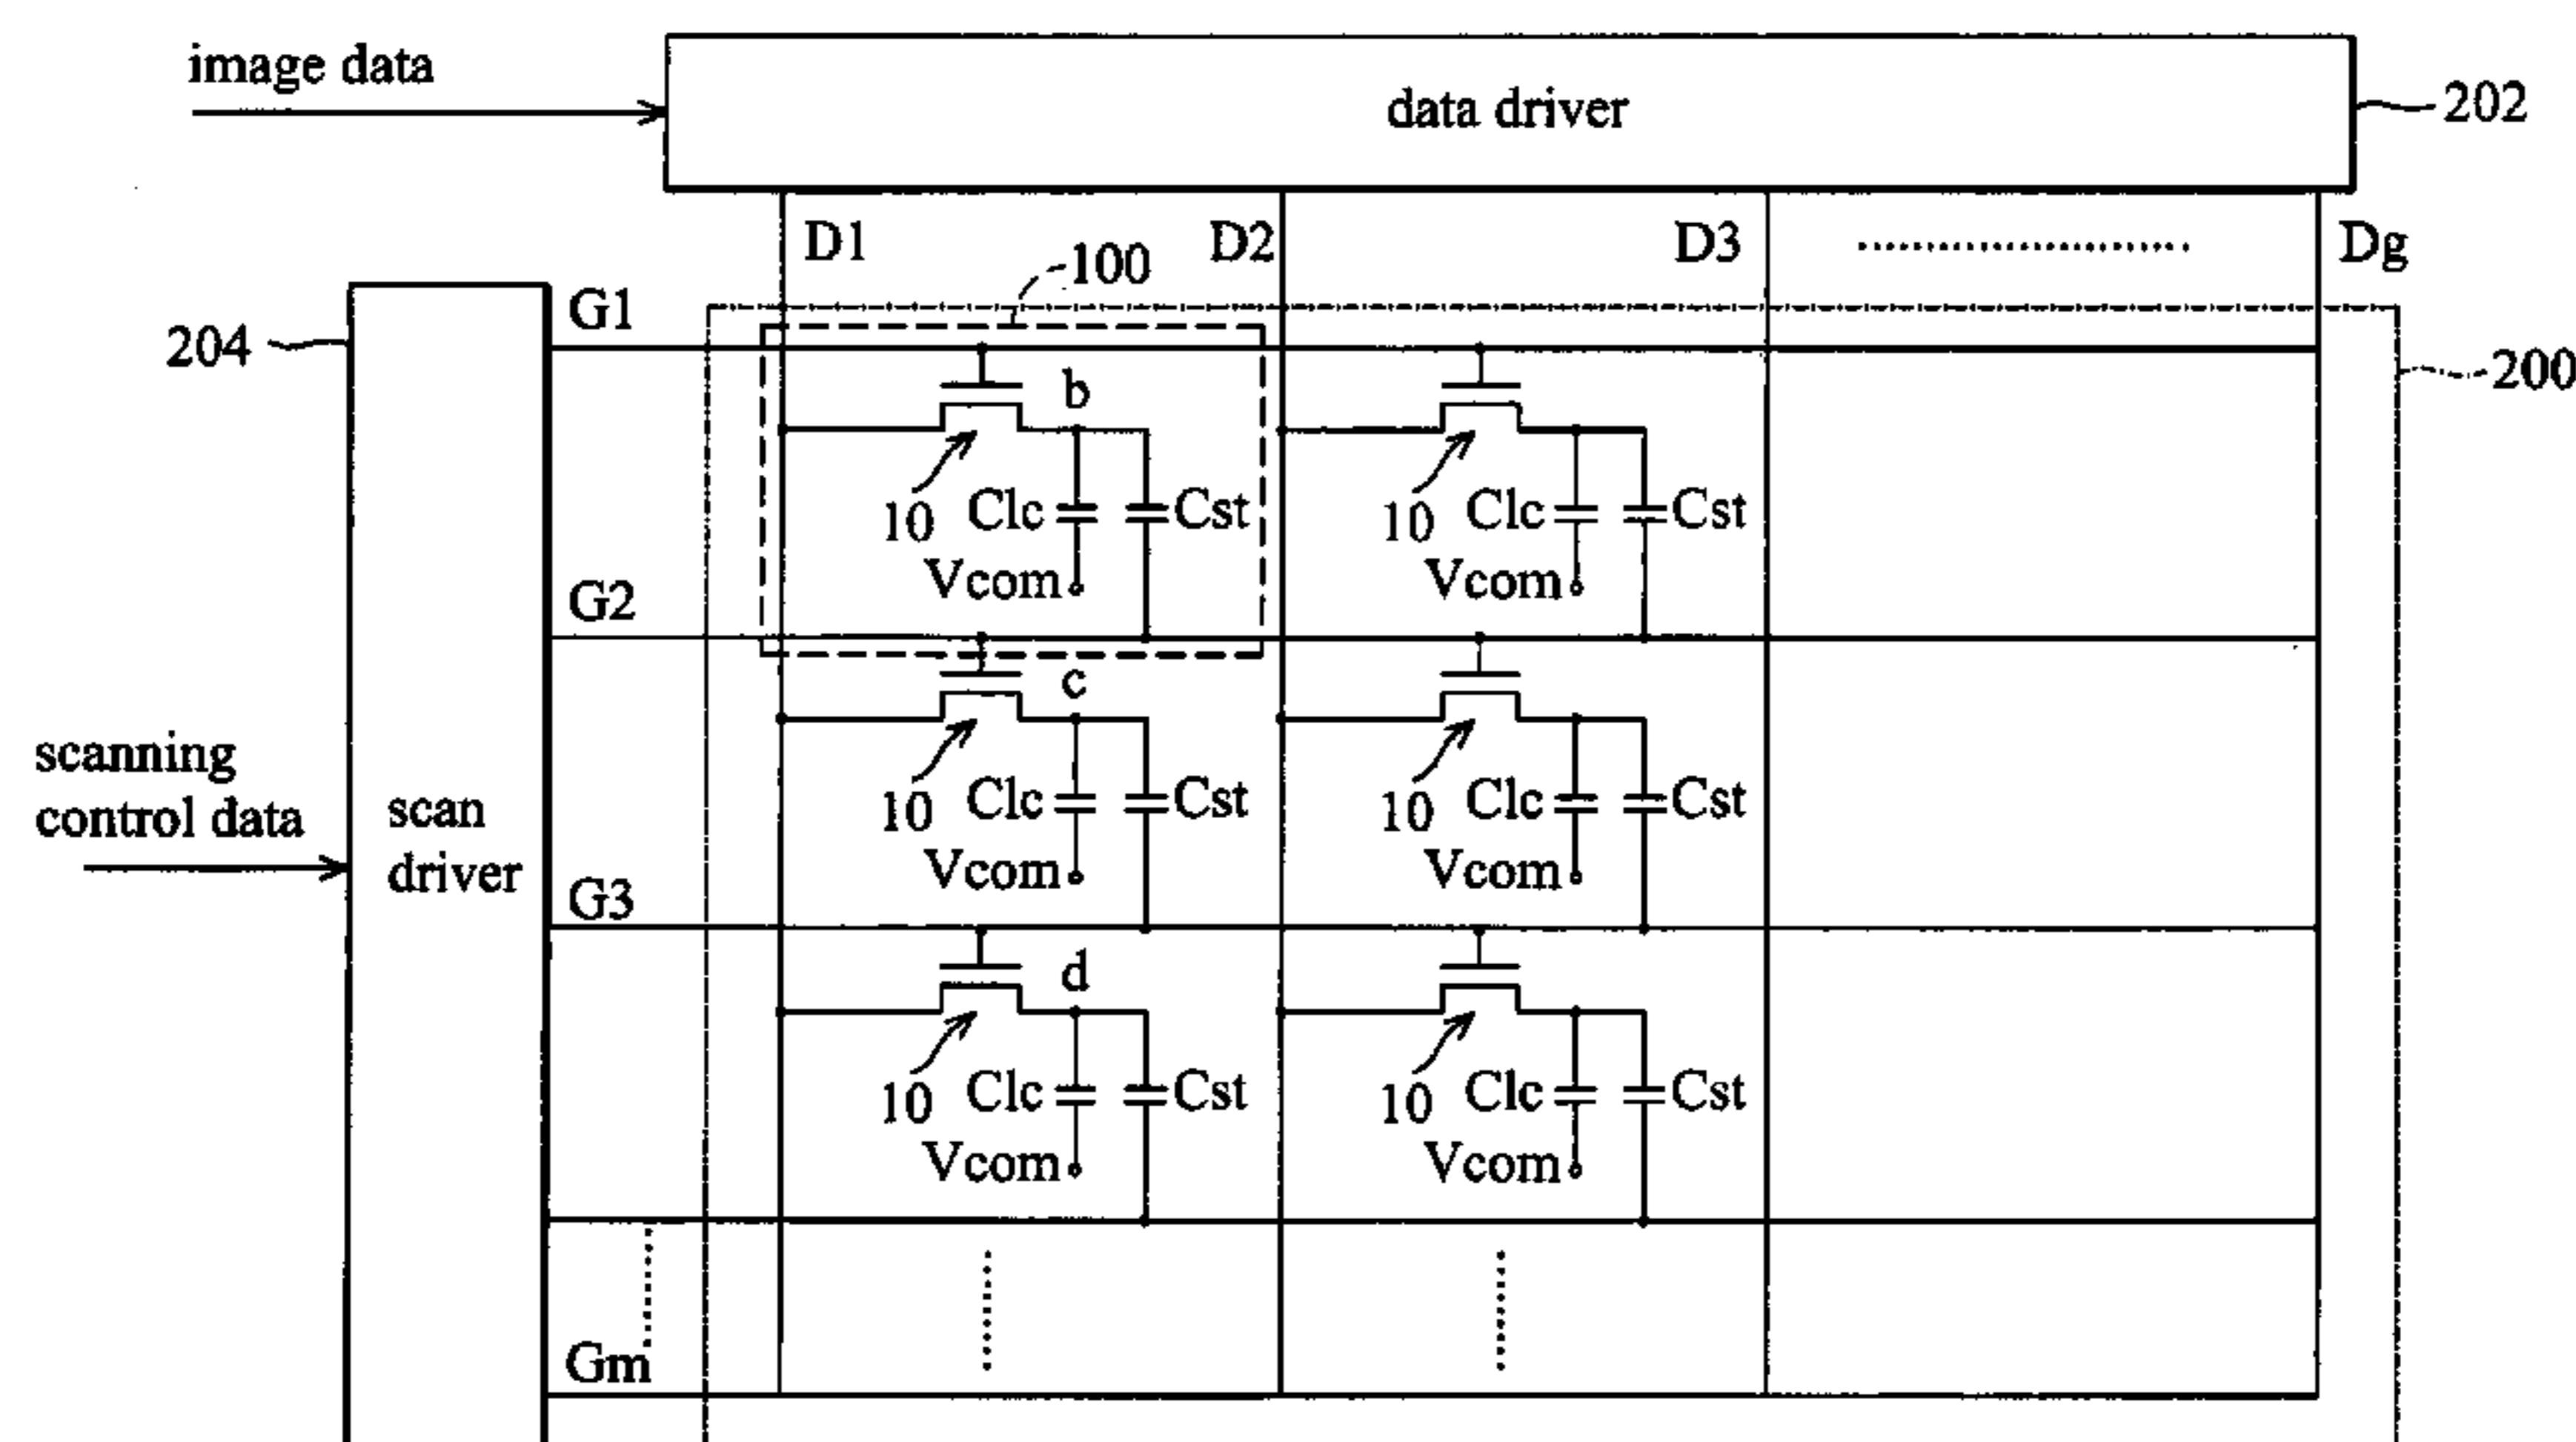 image data
data driver
202
D1
D2
D3
Dg
100
G1
204
200
b
10 Clc Cst
Vcom
10 Clc Cst
Vcom
G2
c
10 Clc Cst
Vcom
10 Clc Cst
Vcom
scanning
control data
scan
driver
G3
d
10 Clc Cst
Vcom
10 Clc Cst
Vcom
Gm